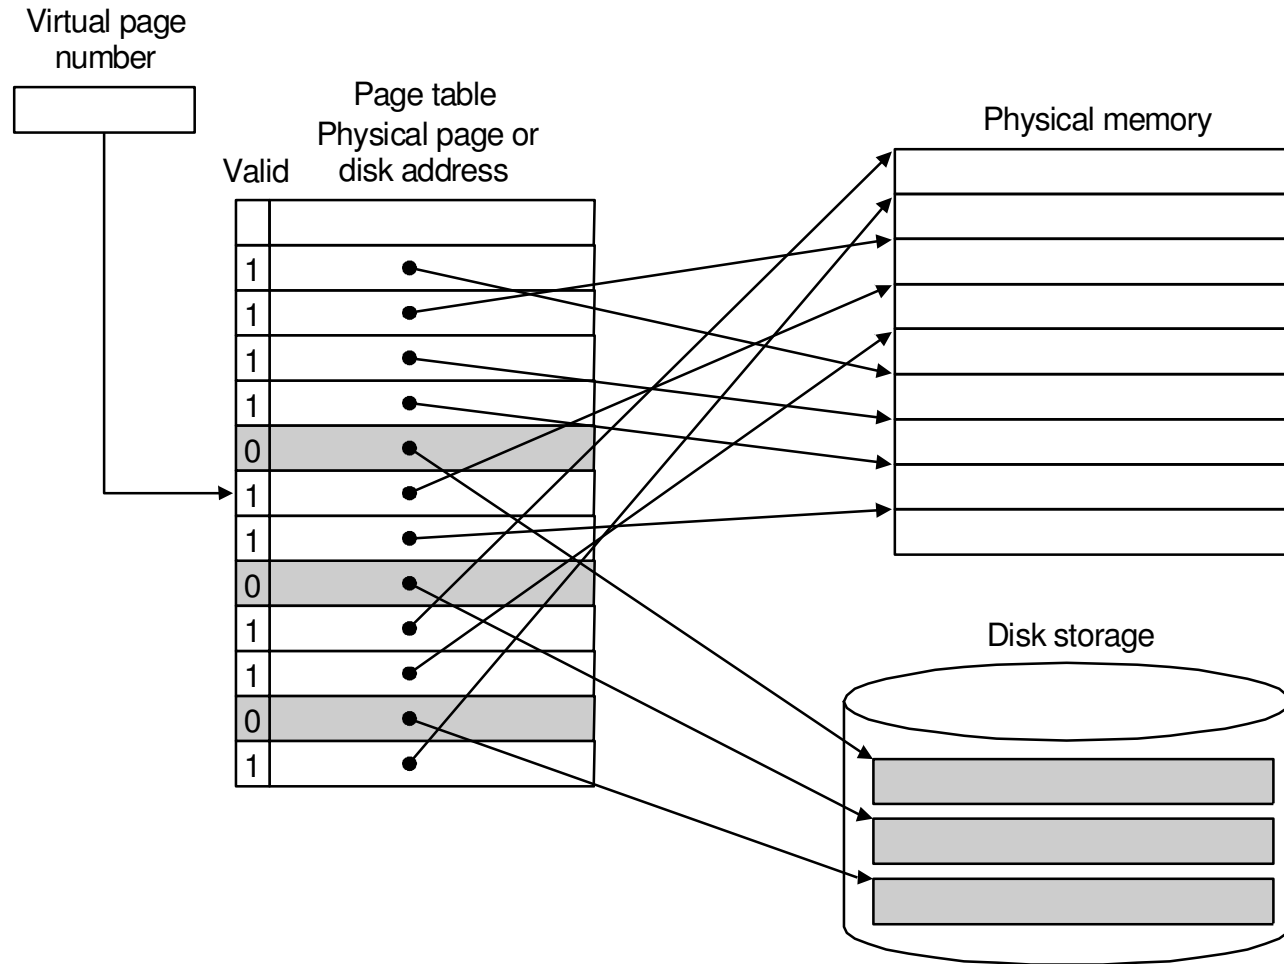 Virtual page
number
Page table
Physical page or
disk address
Valid
Physical memory
1
1
1
1
0
1
1
0
1
1
0
1
Disk storage